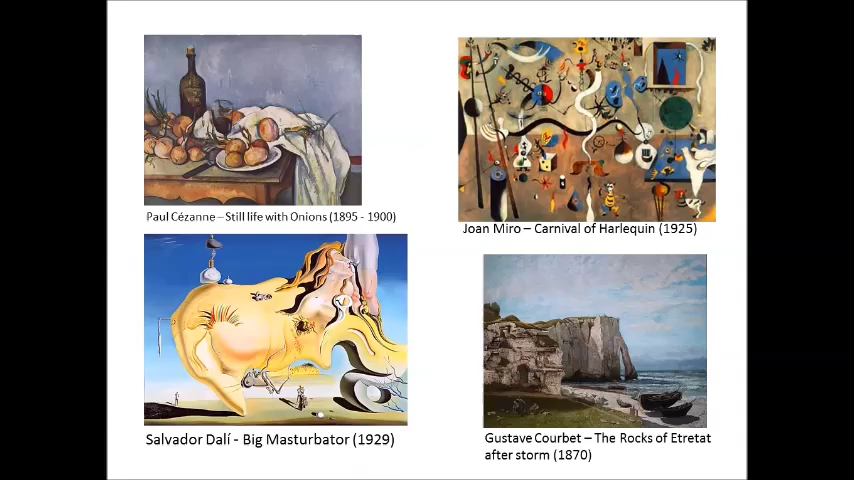 Paul Cézanne – Still life with Onions (1895 - 1900)
Joan Miro – Carnival of Harlequin (1925)
Salvador Dalí - Big Masturbator (1929)
Gustave Courbet – The Rocks of Etretat
after storm (1870)